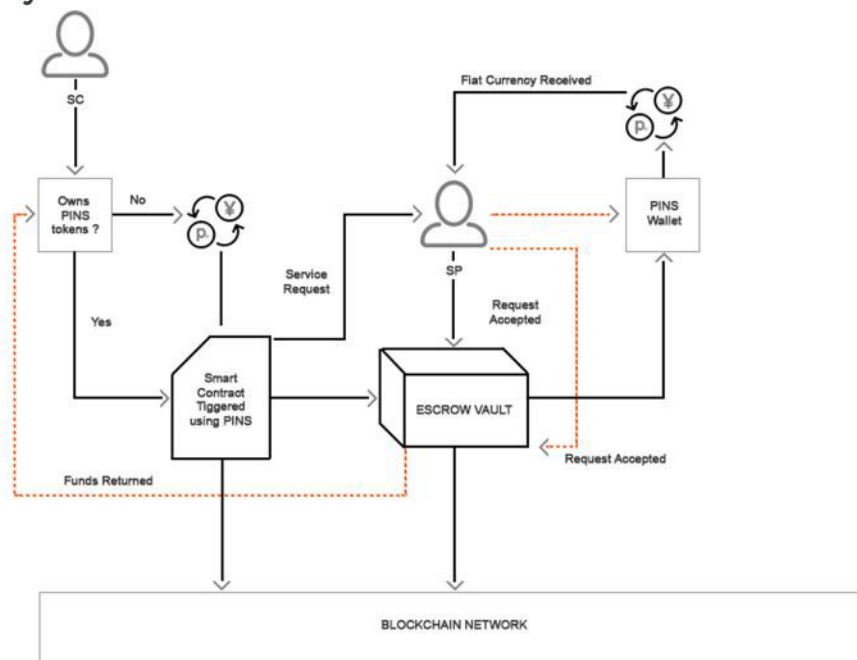 SC
Fiat Currency Received
¥
p.
Owns
PINS
tokens ?
No
¥
p.
PINS
Wallet
Service
Request
SP
Request
Accepted
Yes
Smart
Contract
Tiggered
using PINS
ESCROW VAULT
Request Accepted
Funds Returned
BLOCKCHAIN NETWORK